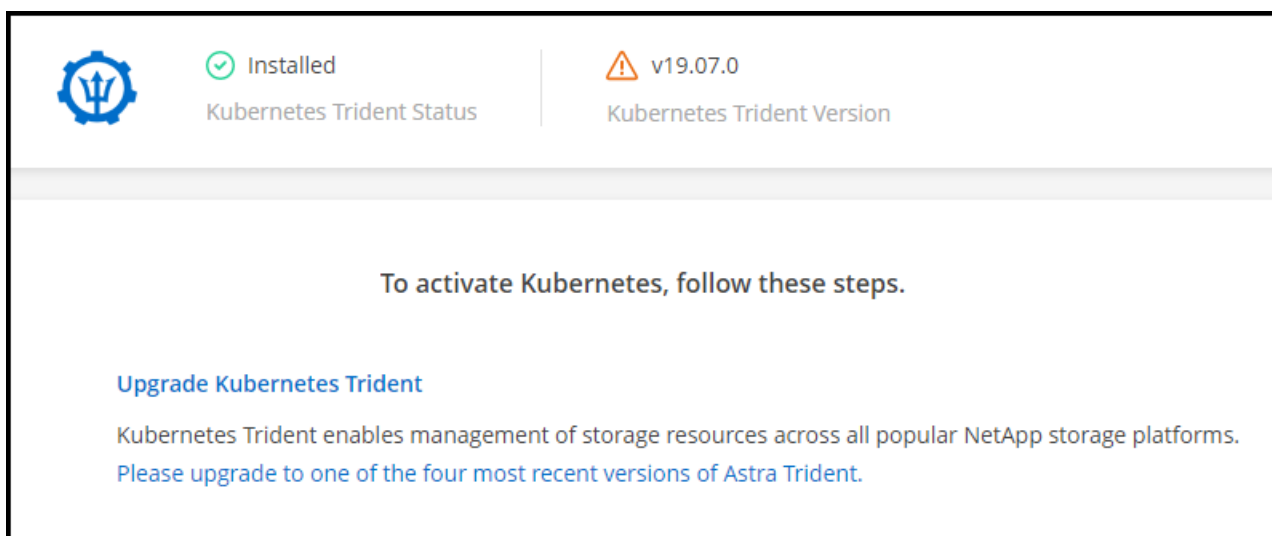 Installed
Kubernetes Trident Status
v19.07.0
Kubernetes Trident Version
To activate Kubernetes, follow these steps.
Upgrade Kubernetes Trident
Kubernetes Trident enables management of storage resources across all popular NetApp storage platforms.
Please upgrade to one of the four most recent versions of Astra Trident.